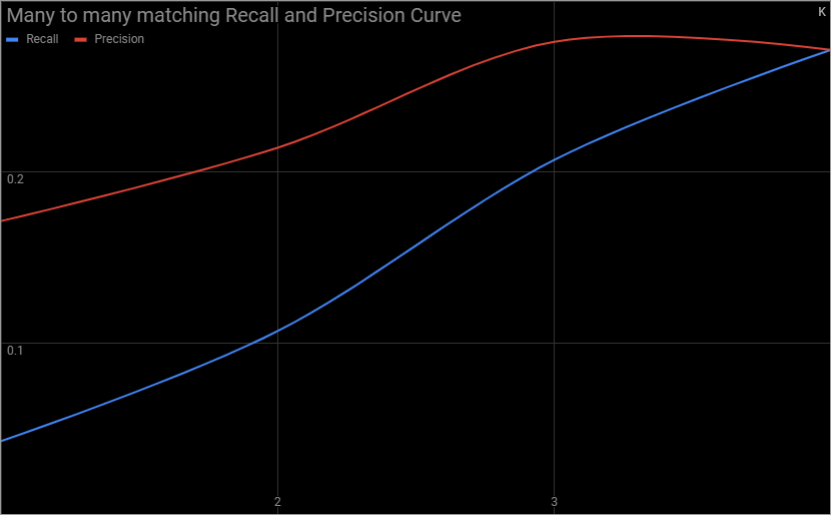 Many to many matching Recall and Precision Curve
K
Recall Precision
0.2
0.1
2 3